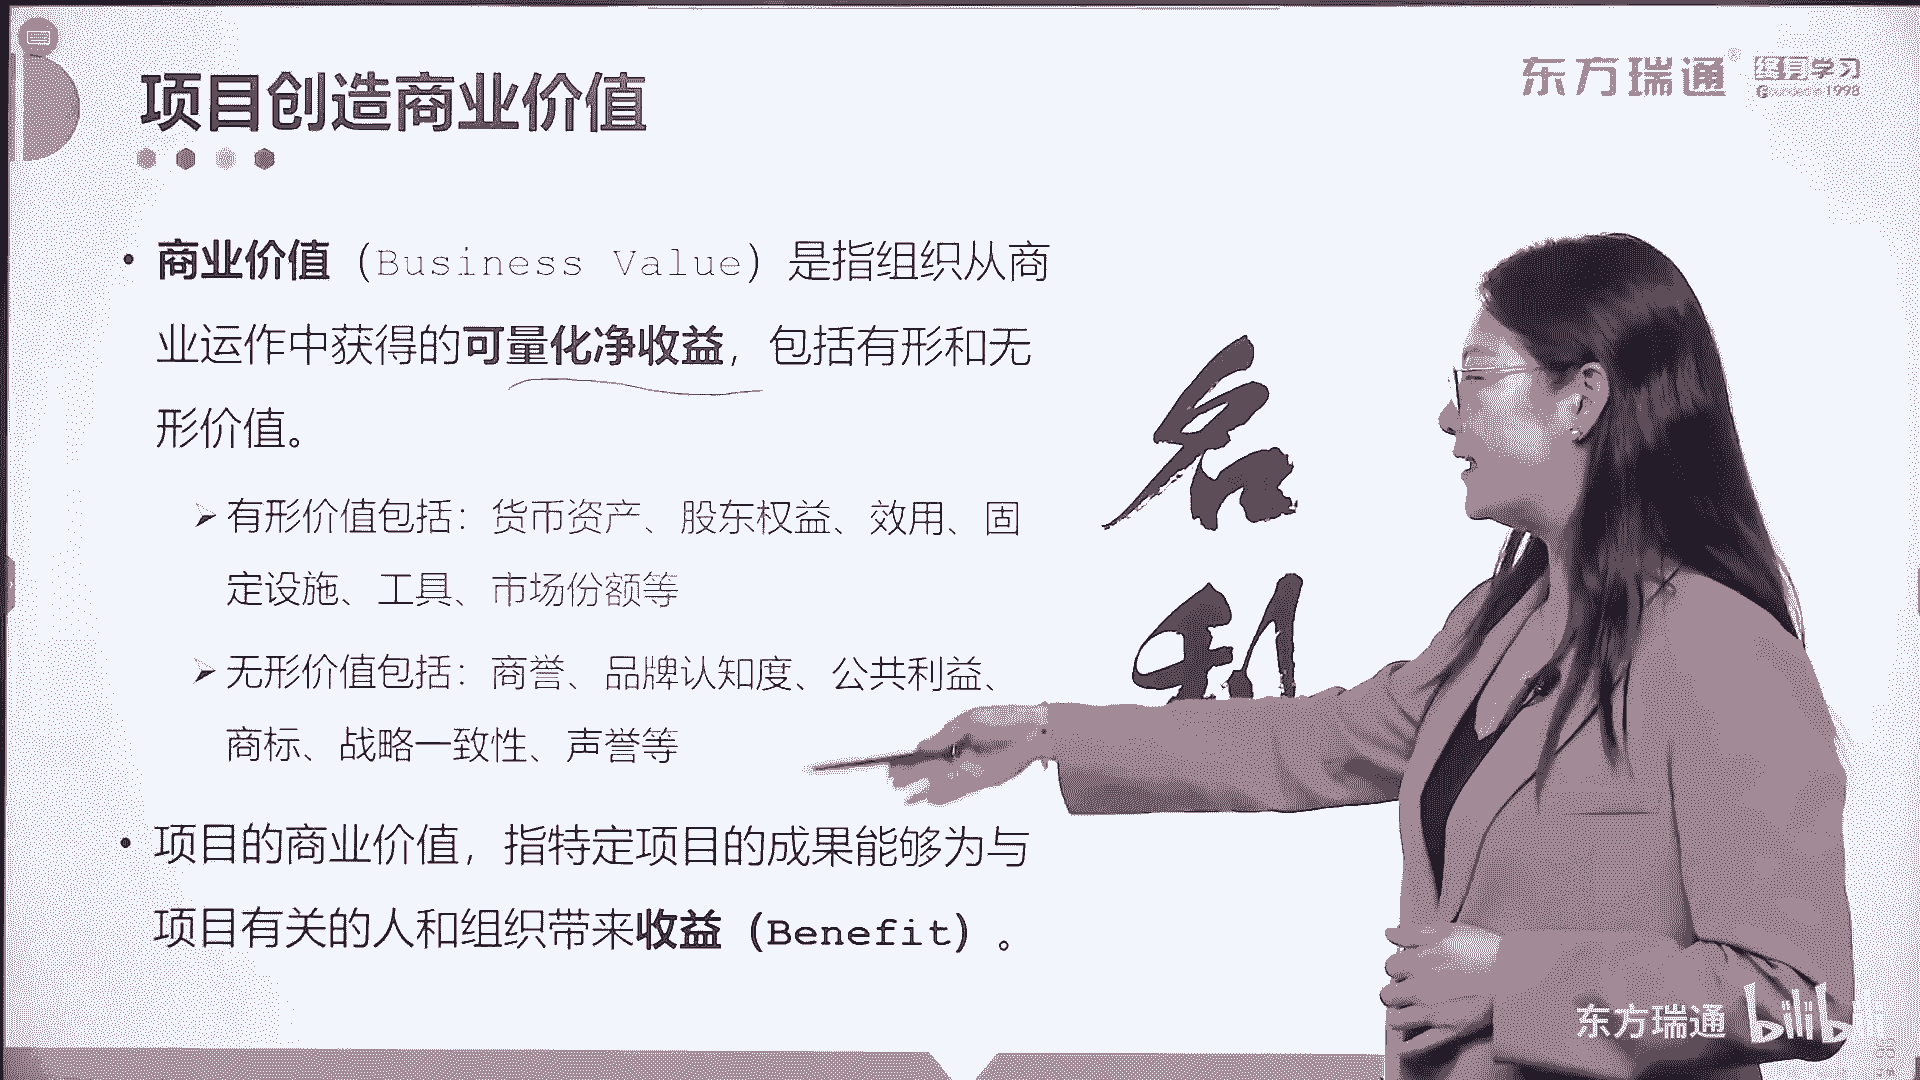 项目创造商业价值
东方瑞通® 终身学习
Founded in 1998
• 商业价值（Business Value）是指组织从商
业运作中获得的可量化净收益，包括有形和无
形价值。
➢ 有形价值包括：货币资产、股东权益、效用、固
定设施、工具、市场份额等
➢ 无形价值包括：商誉、品牌认知度、公共利益、
商标、战略一致性、声誉等
名
利
• 项目的商业价值，指特定项目的成果能够为与
项目有关的人和组织带来收益（Benefit）。
东方瑞通 bilibili